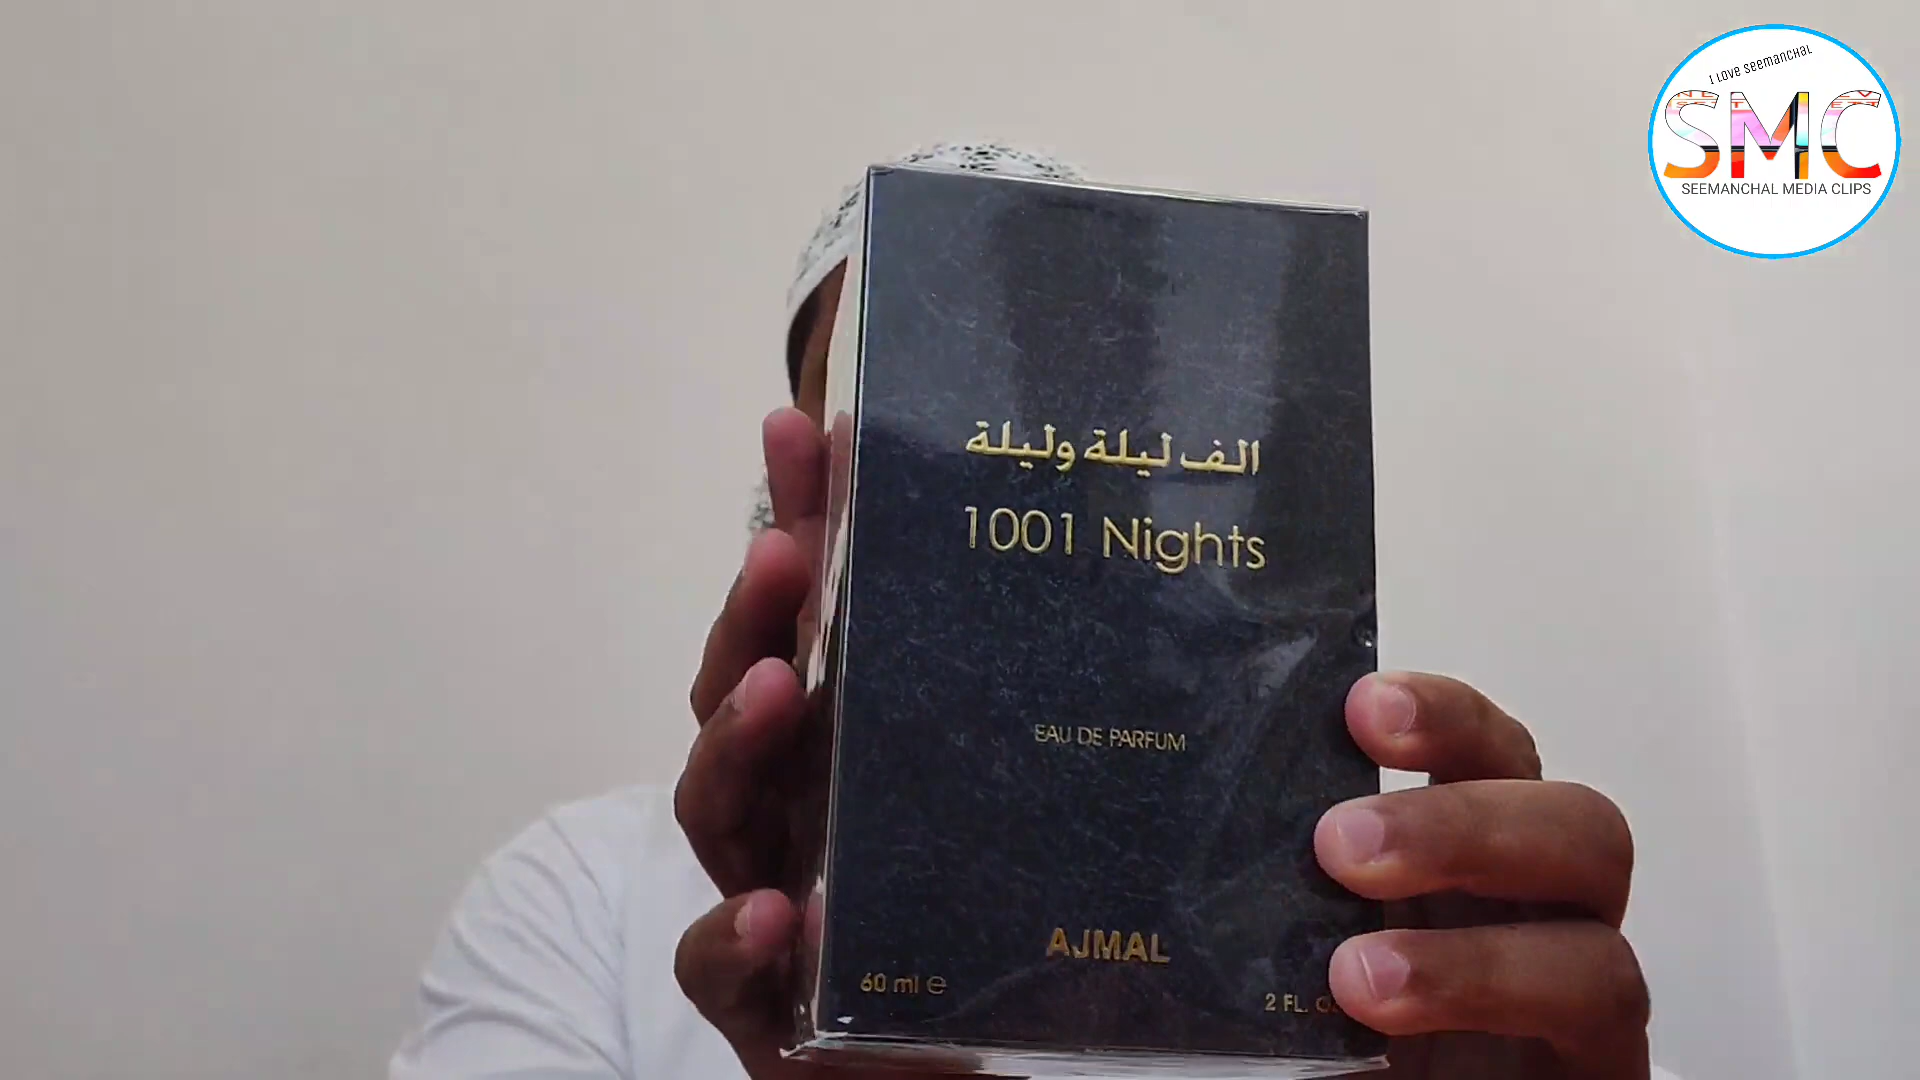 I LOVE Seemanchal
SMC
SEEMANCHAL MEDIA CLIPS
الف ليلة وليلة
1001 Nights
EAU DE PARFUM
AJMAL
60 ml e
2 FL.